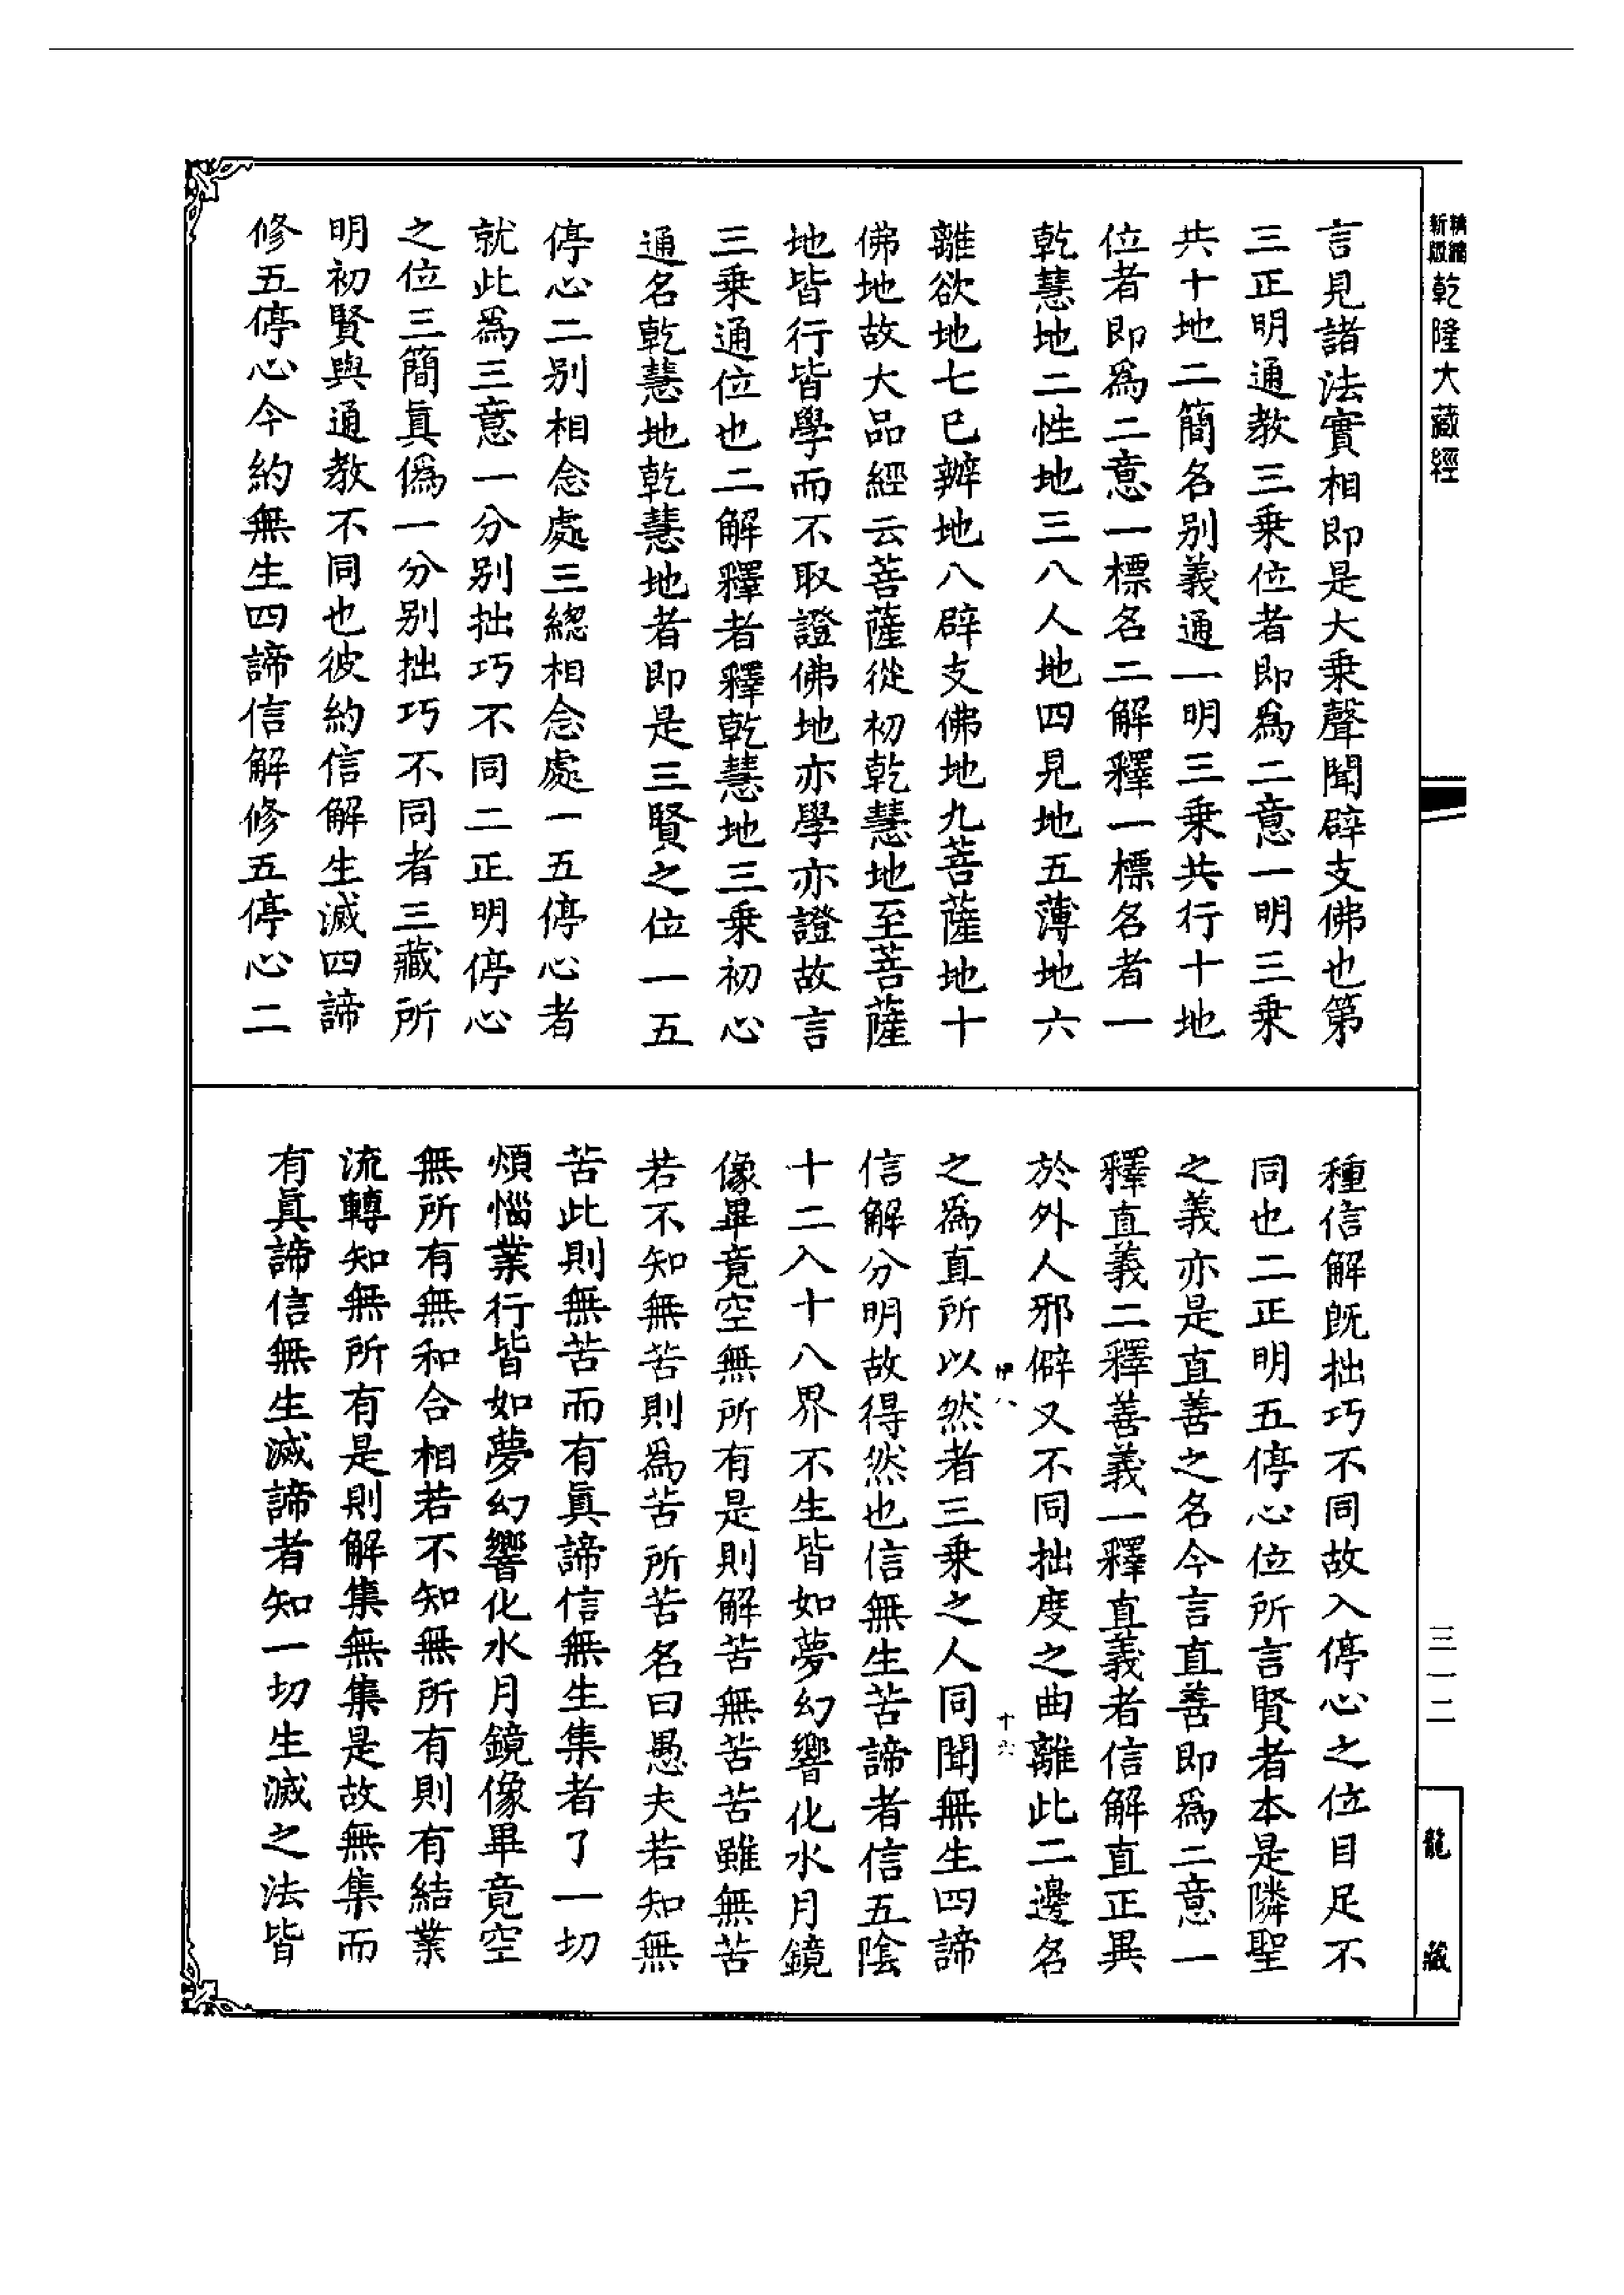 精縮新版乾隆大藏經
言見諸法實相即是大乘聲聞辟支佛也第
三正明通教三乘位者即爲二意一明三乘
共十地二簡名別義通一明三乘共行十地
位者即爲二意一標名二解釋一標名者一
乾慧地二性地三八人地四見地五薄地六
離欲地七已辦地八辟支佛地九菩薩地十
佛地故大品經云菩薩從初乾慧地至菩薩
地皆行皆學而不取證佛地亦學亦證故言
三乘通位也二解釋者釋乾慧地三乘初心
通名乾慧地乾慧地者即是三賢之位一五
停心二别相念處三總相念處一五停心者
就此爲三意一分别拙巧不同二正明停心
之位三簡眞僞一分别拙巧不同者三藏所
明初賢與通教不同也彼約信解生滅四諦
修五停心今約無生四諦信解修五停心二
種信解旣拙巧不同故入停心之位目足不
同也二正明五停心位所言賢者本是隣聖
之義亦是直善之名今言直善即爲二意一
釋直義二釋善義一釋直義者信解直正異
於外人邪僻又不同拙度之曲離此二邊名
之爲直所以然者三乘之人同聞無生四諦
信解分明故得然也信無生苦諦者信五陰
十二入十八界不生皆如夢幻響化水月鏡
像畢竟空無所有是則解苦無苦苦雖無苦
若不知無苦則爲苦所苦名曰愚夫若知無
苦此則無苦而有眞諦信無生集者了一切
煩惱業行皆如夢幻響化水月鏡像畢竟空
無所有無和合相若不知無所有則有結業
流轉知無所有是則解集無集是故無集而
有眞諦信無生滅諦者知一切生滅之法皆
八
十六
三一二
龍藏